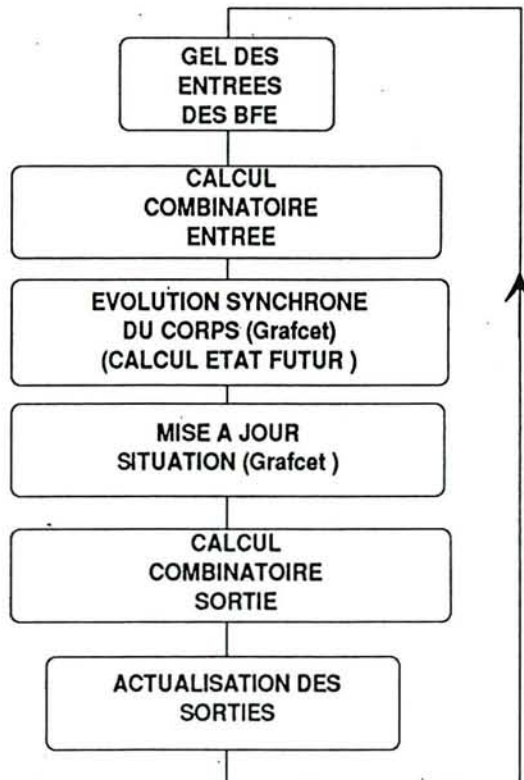 GEL DES
ENTREES
DES BFE
CALCUL
COMBINATOIRE
ENTREE
EVOLUTION SYNCHRONE
DU CORPS (Grafcet)
(CALCUL ETAT FUTUR )
MISE A JOUR
SITUATION (Grafcet )
CALCUL
COMBINATOIRE
SORTIE
ACTUALISATION DES
SORTIES